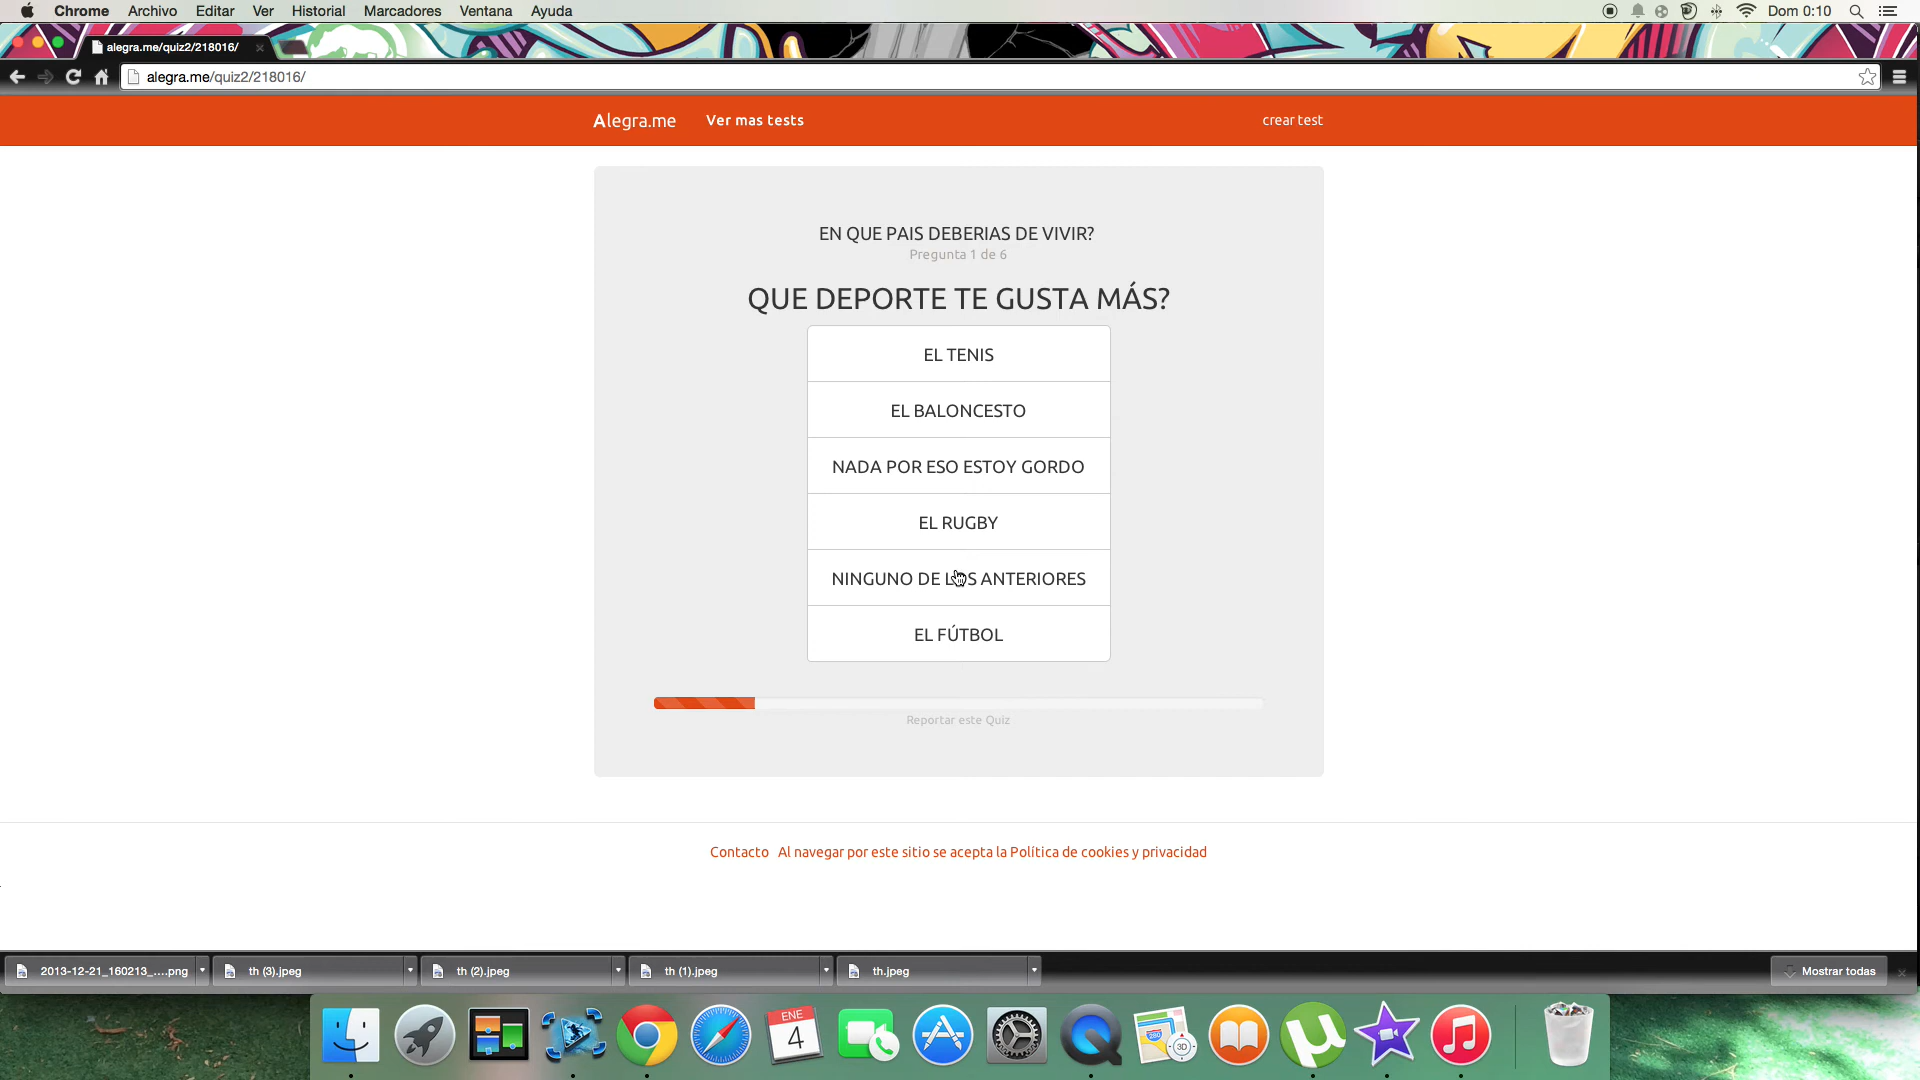 Chrome Archivo Editar Ver Historial Marcadores Ventana Ayuda Dom 0:10
alegra.me/quiz2/218016/
alegra.me/quiz2/218016/
Alegra.me Ver mas tests crear test
EN QUE PAIS DEBERIAS DE VIVIR?
Pregunta 1 de 6
QUE DEPORTE TE GUSTA MÁS?
EL TENIS
EL BALONCESTO
NADA POR ESO ESTOY GORDO
EL RUGBY
NINGUNO DE LOS ANTERIORES
EL FÚTBOL
Reportar este Quiz
Contacto Al navegar por este sitio se acepta la Política de cookies y privacidad
2013-12-21_160213_....png th (3).jpeg th (2).jpeg th (1).jpeg th.jpeg Mostrar todas
ENE
4
3D